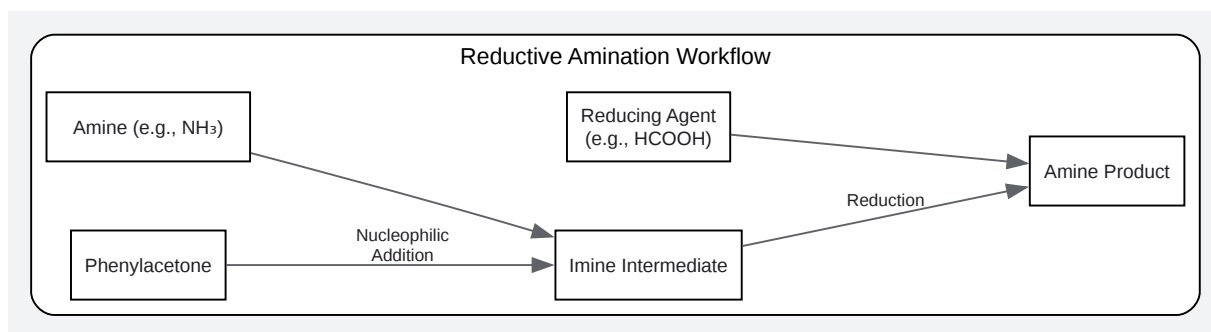 Reductive Amination Workflow
Amine (e.g., NH₃)
Reducing Agent
(e.g., HCOOH)
Amine Product
Reduction
Nucleophilic
Addition
Phenylacetone
Imine Intermediate